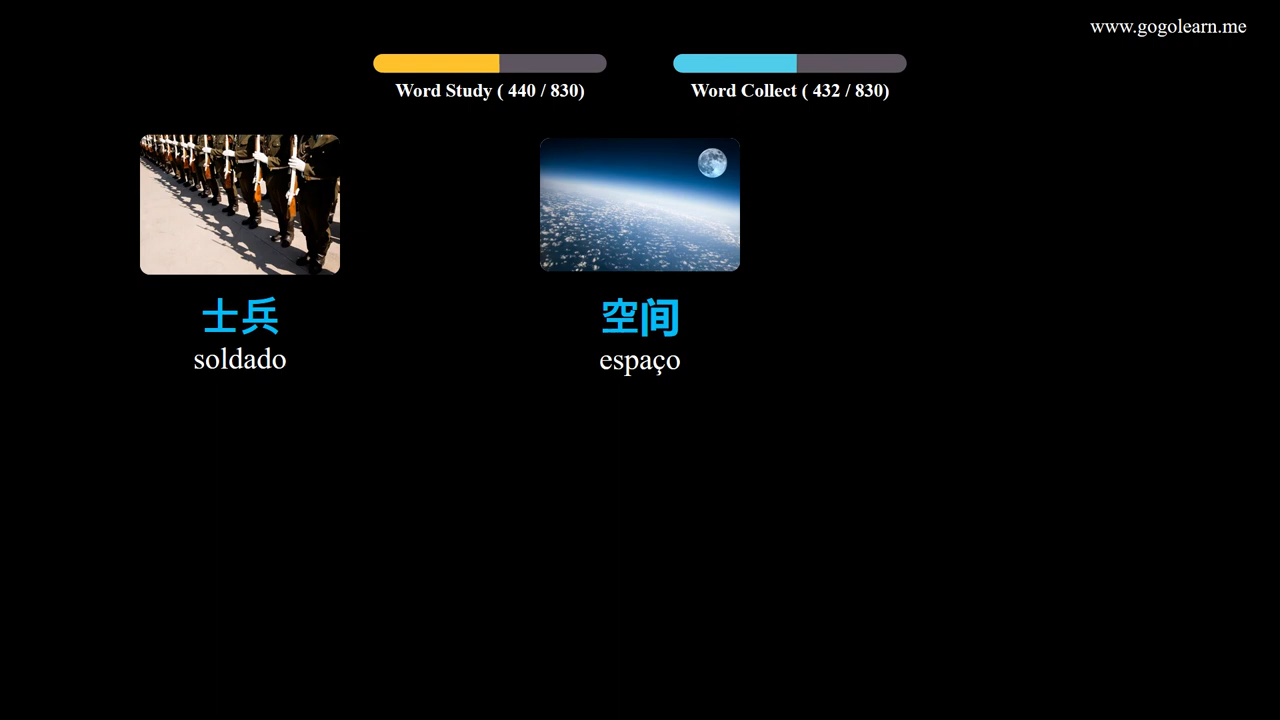 www.gogolearn.me
Word Study ( 440 / 830)
Word Collect ( 432 / 830)
士兵
soldado
空间
espaço